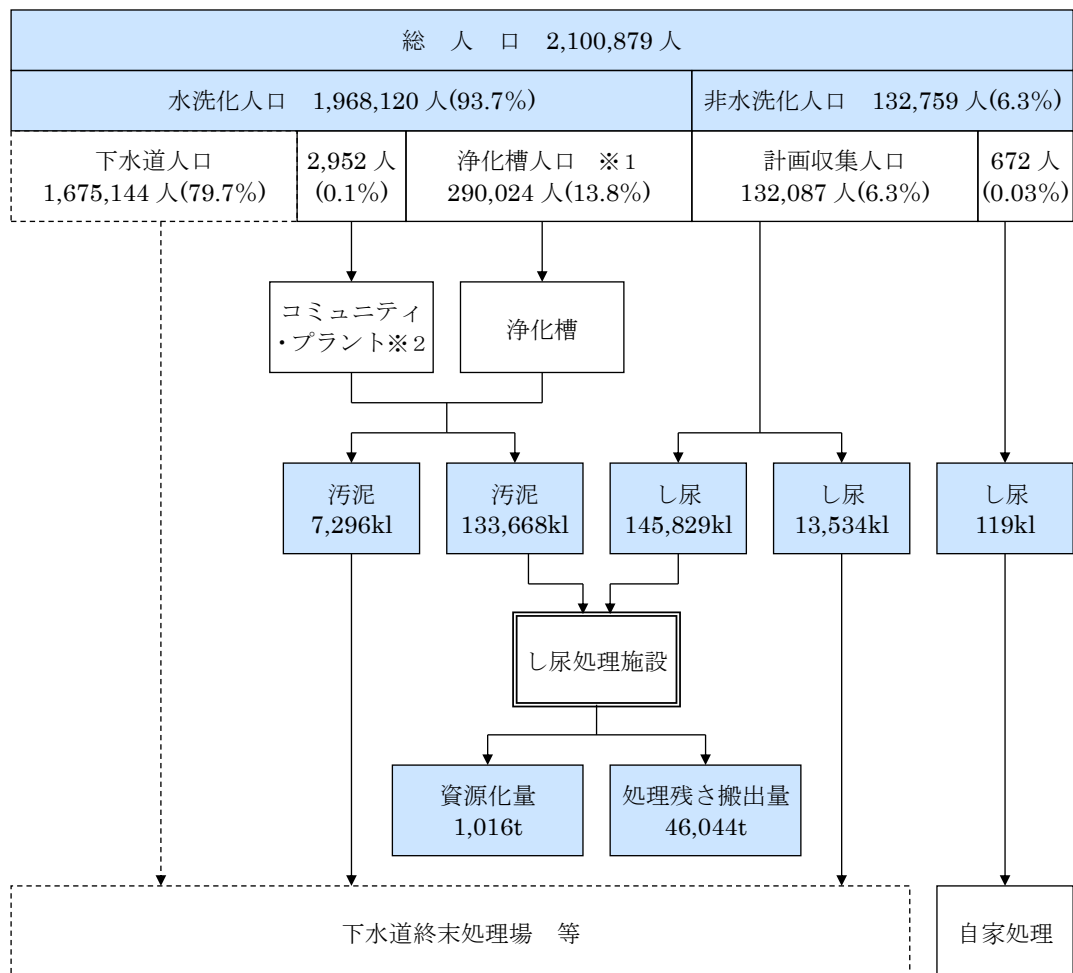 総　人　口　2,100,879 人
水洗化人口　1,968,120 人(93.7%)
非水洗化人口　132,759 人(6.3%)
下水道人口
1,675,144 人(79.7%)
2,952 人
(0.1%)
浄化槽人口　※1
290,024 人(13.8%)
計画収集人口
132,087 人(6.3%)
672 人
(0.03%)
コミュニティ
・プラント※2
浄化槽
汚泥
7,296kl
汚泥
133,668kl
し尿
145,829kl
し尿
13,534kl
し尿
119kl
し尿処理施設
資源化量
1,016t
処理残さ搬出量
46,044t
下水道終末処理場　等
自家処理